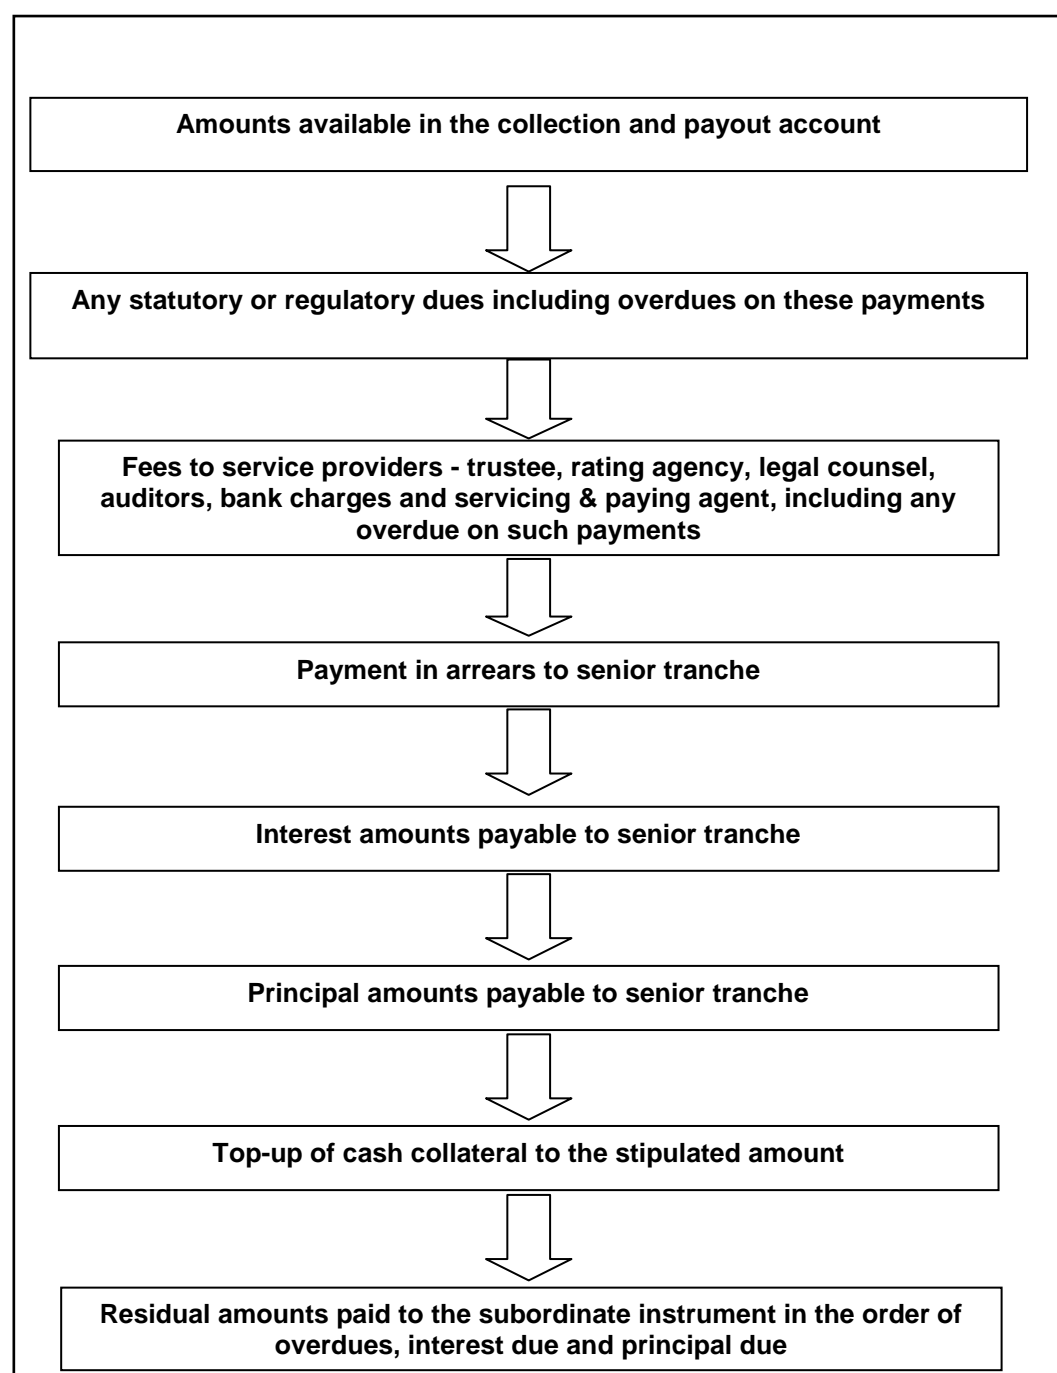 Amounts available in the collection and payout account
Any statutory or regulatory dues including overdues on these payments
Fees to service providers - trustee, rating agency, legal counsel,
auditors, bank charges and servicing & paying agent, including any
overdue on such payments
Payment in arrears to senior tranche
Interest amounts payable to senior tranche
Principal amounts payable to senior tranche
Top-up of cash collateral to the stipulated amount
Residual amounts paid to the subordinate instrument in the order of
overdues, interest due and principal due